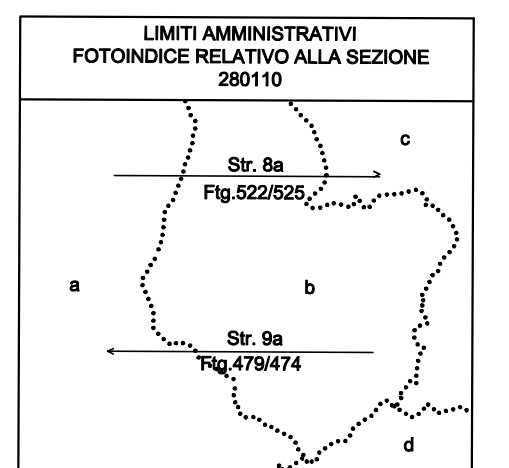 LIMITI AMMINISTRATIVI
FOTOINDICE RELATIVO ALLA SEZIONE
280110
c
Str. 8a
Ftg.522/525
a
b
Str. 9a
Ftg.479/474
d